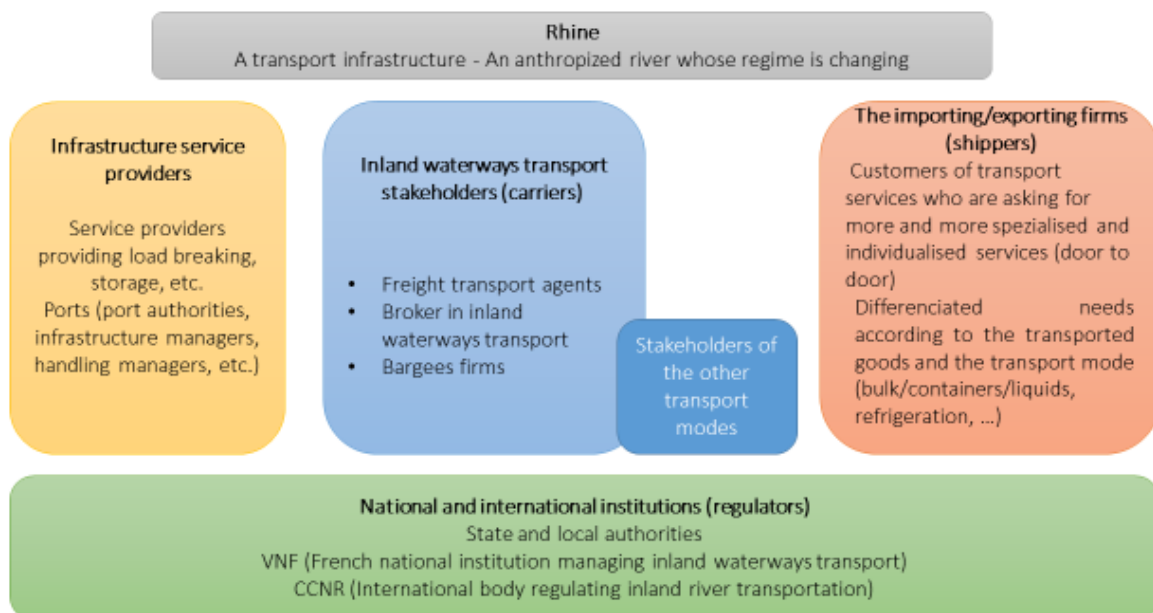 Rhine
A transport infrastructure - An anthropized river whose regime is changing
Infrastructure service
providers
Service providers
providing load breaking,
storage, etc.
Ports (port authorities,
infrastructure managers,
handling managers, etc.)
Inland waterways transport
stakeholders (carriers)
• Freight transport agents
• Broker in inland
waterways transport
• Bargees firms
Stakeholders of
the other
transport
modes
The importing/exporting firms
(shippers)
Customers of transport
services who are asking for
more and more spezialised and
individualised services (door to
door)
Differenciated needs
according to the transported
goods and the transport mode
(bulk/containers/liquids,
refrigeration, ...)
National and international institutions (regulators)
State and local authorities
VNF (French national institution managing inland waterways transport)
CCNR (International body regulating inland river transportation)